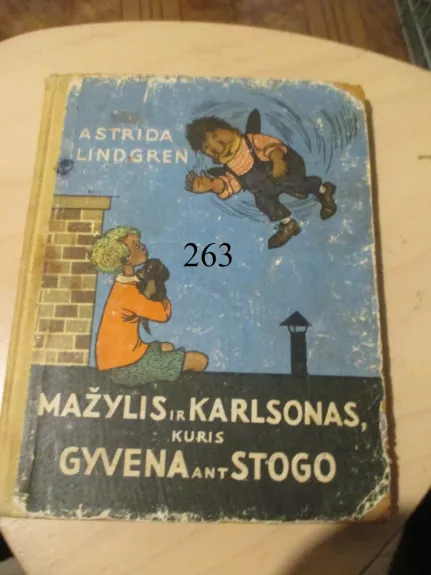 ASTRIDA
LINDGREN
263
MAŽYLIS IR KARLSONAS,
KURIS
GYVENA ANT STOGO